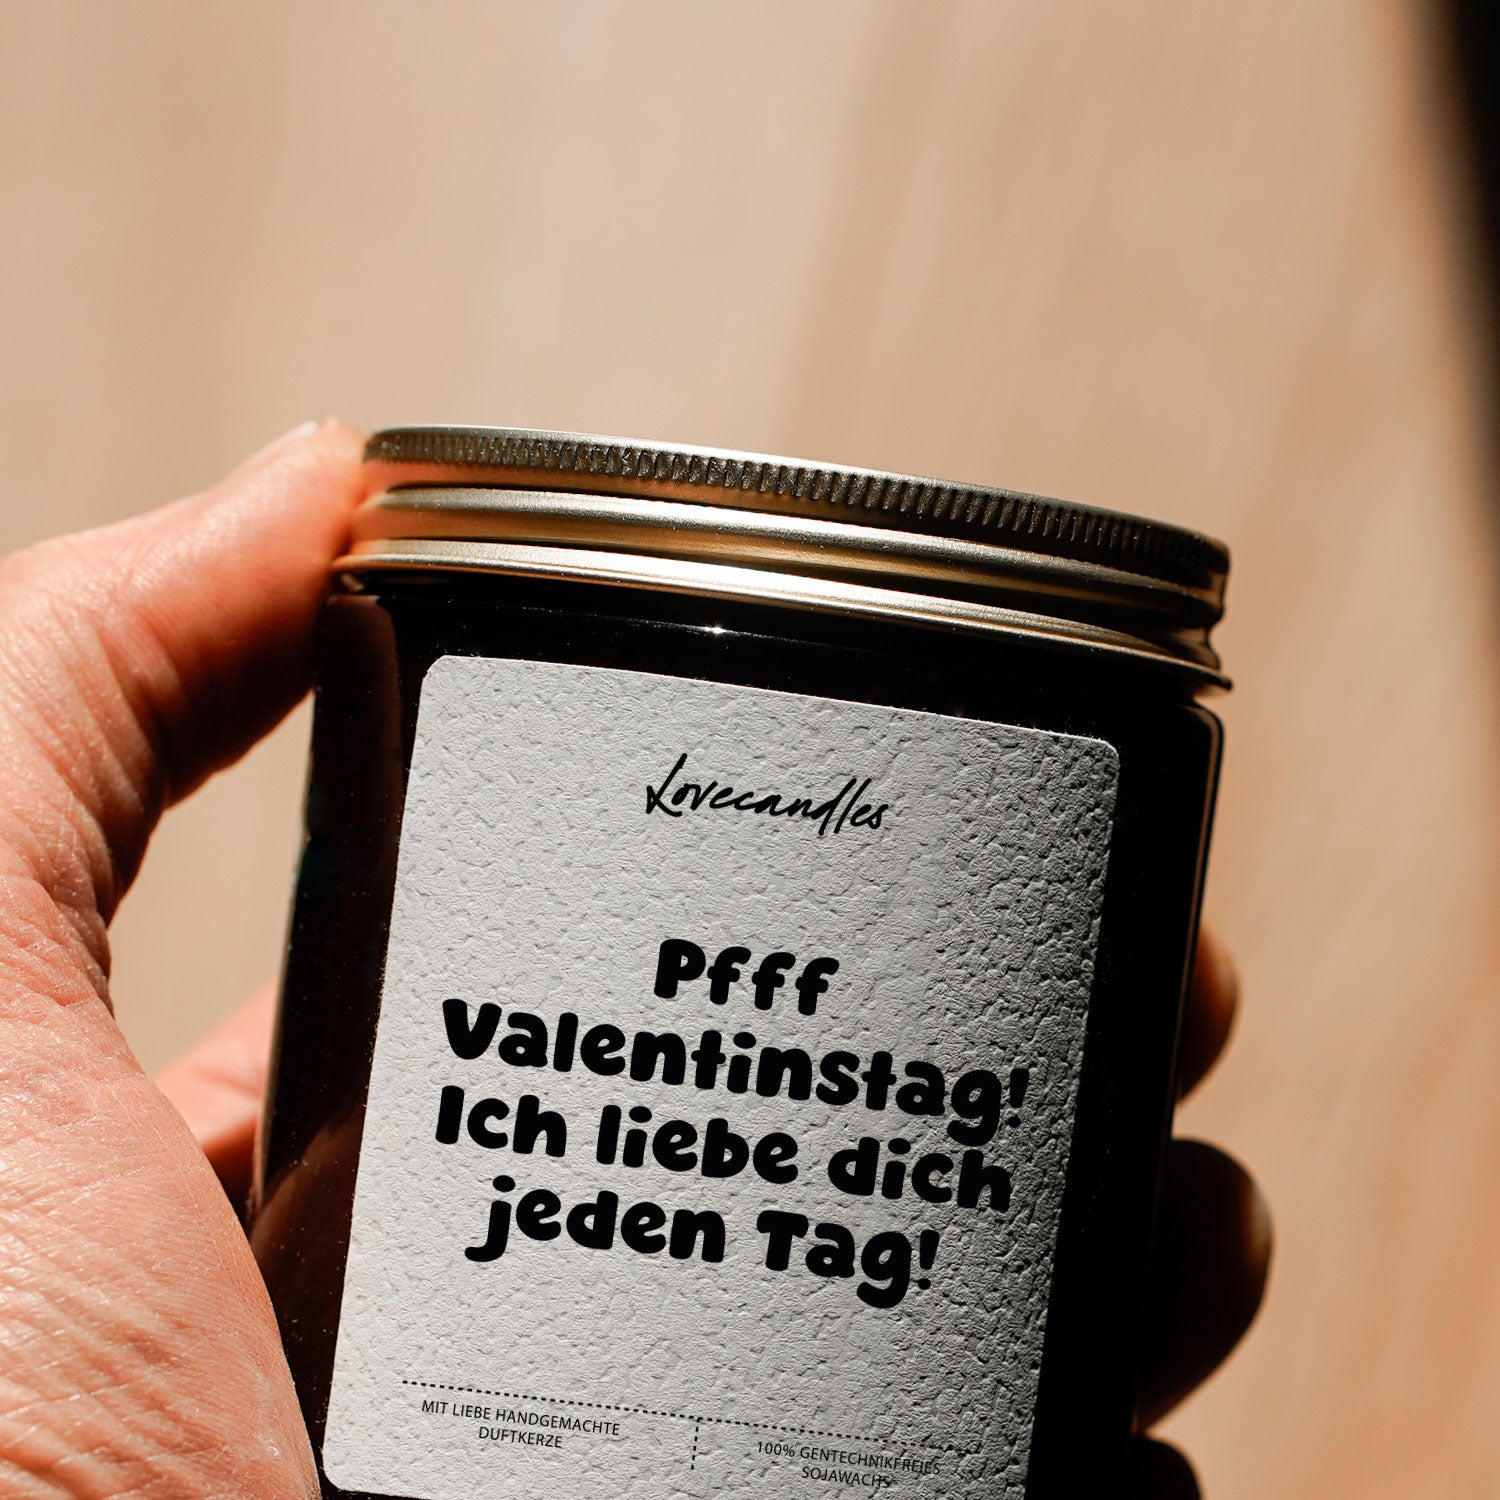 Lovecandles
Pfff
Valentinstag!
Ich liebe dich
jeden Tag!
MIT LIEBE HANDGEMACHTE
DUFTKERZE
100% GENTECHNIKFREIES
SOJAWACHS